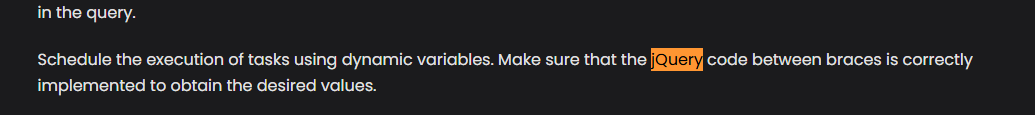 in the query.
Schedule the execution of tasks using dynamic variables. Make sure that the jQuery code between braces is correctly
implemented to obtain the desired values.